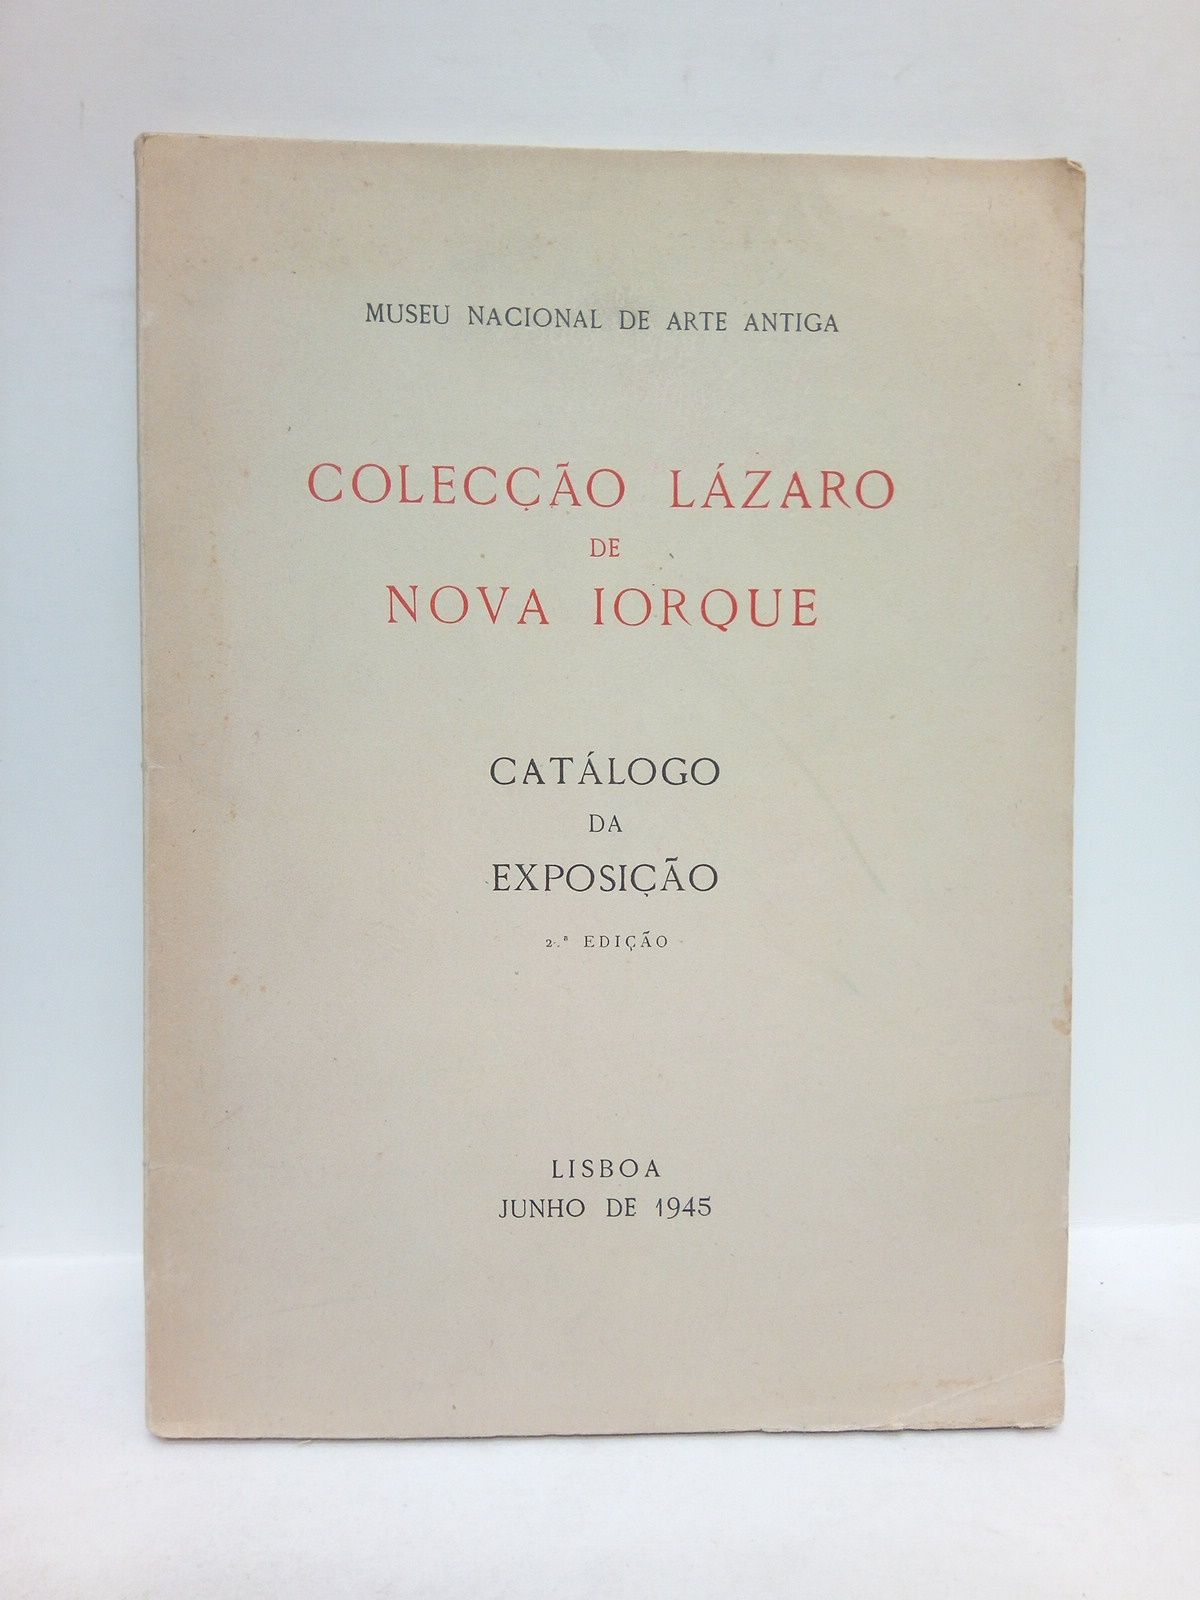 MUSEU NACIONAL DE ARTE ANTIGA
COLECÇÃO LÁZARO
DE
NOVA IORQUE
CATÁLOGO
DA
EXPOSIÇÃO
2.ª EDIÇÃO
LISBOA
JUNHO DE 1945